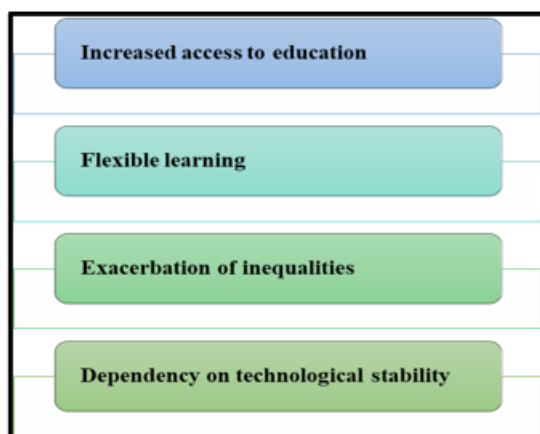 Increased access to education
Flexible learning
Exacerbation of inequalities
Dependency on technological stability